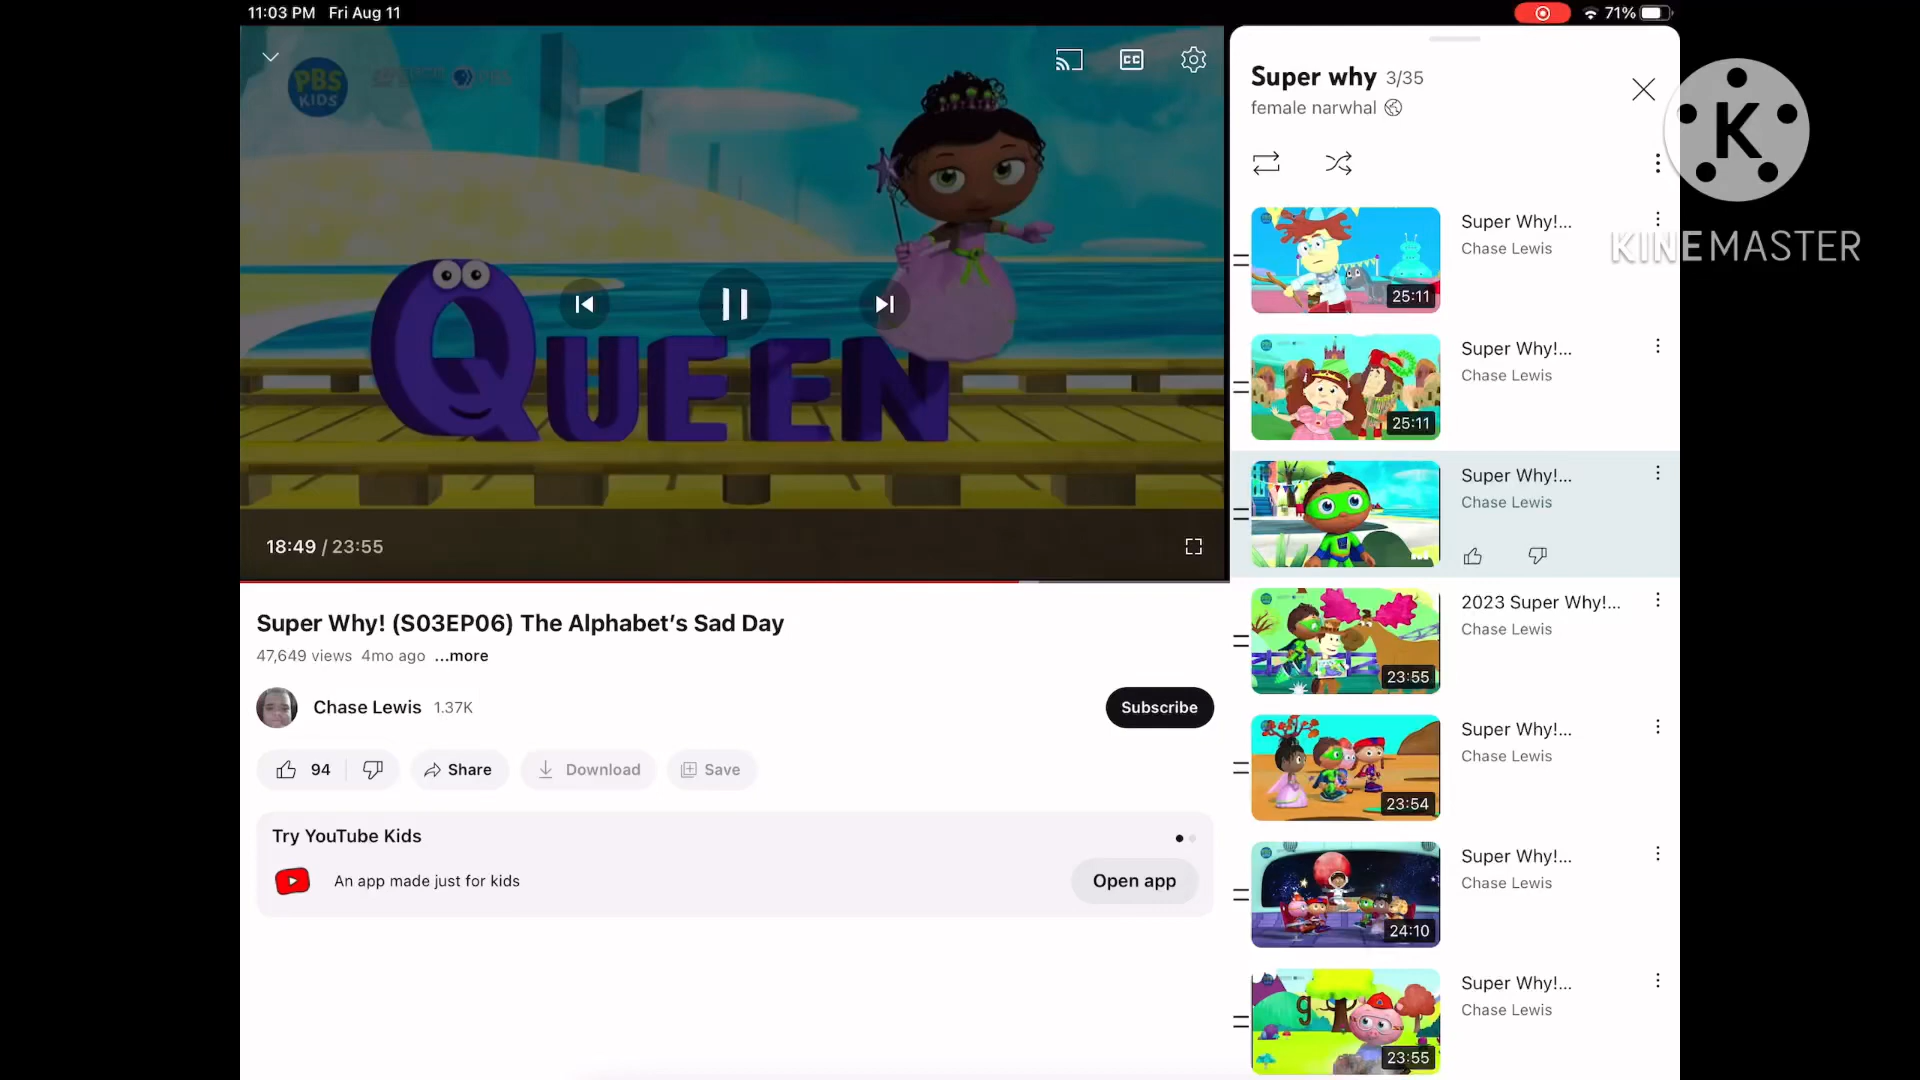 11:03 PM Fri Aug 11
71%
PBS
KIDS
CC
QUEEN
18:49 / 23:55
Super Why! (S03EP06) The Alphabet's Sad Day
47,649 views 4mo ago ...more
Chase Lewis 1.37K
Subscribe
94
Share
Download
Save
Try YouTube Kids
An app made just for kids
Open app
Super why 3/35
female narwhal
K
KINEMASTER
Super Why!...
Chase Lewis
25:11
Super Why!...
Chase Lewis
25:11
Super Why!...
Chase Lewis
2023 Super Why!...
Chase Lewis
23:55
Super Why!...
Chase Lewis
23:54
Super Why!...
Chase Lewis
24:10
Super Why!...
Chase Lewis
g
23:55